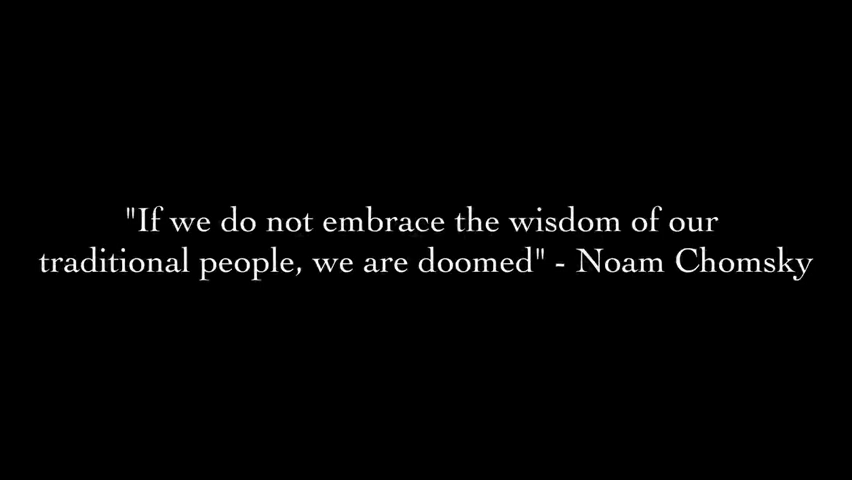 "If we do not embrace the wisdom of our
traditional people, we are doomed" - Noam Chomsky